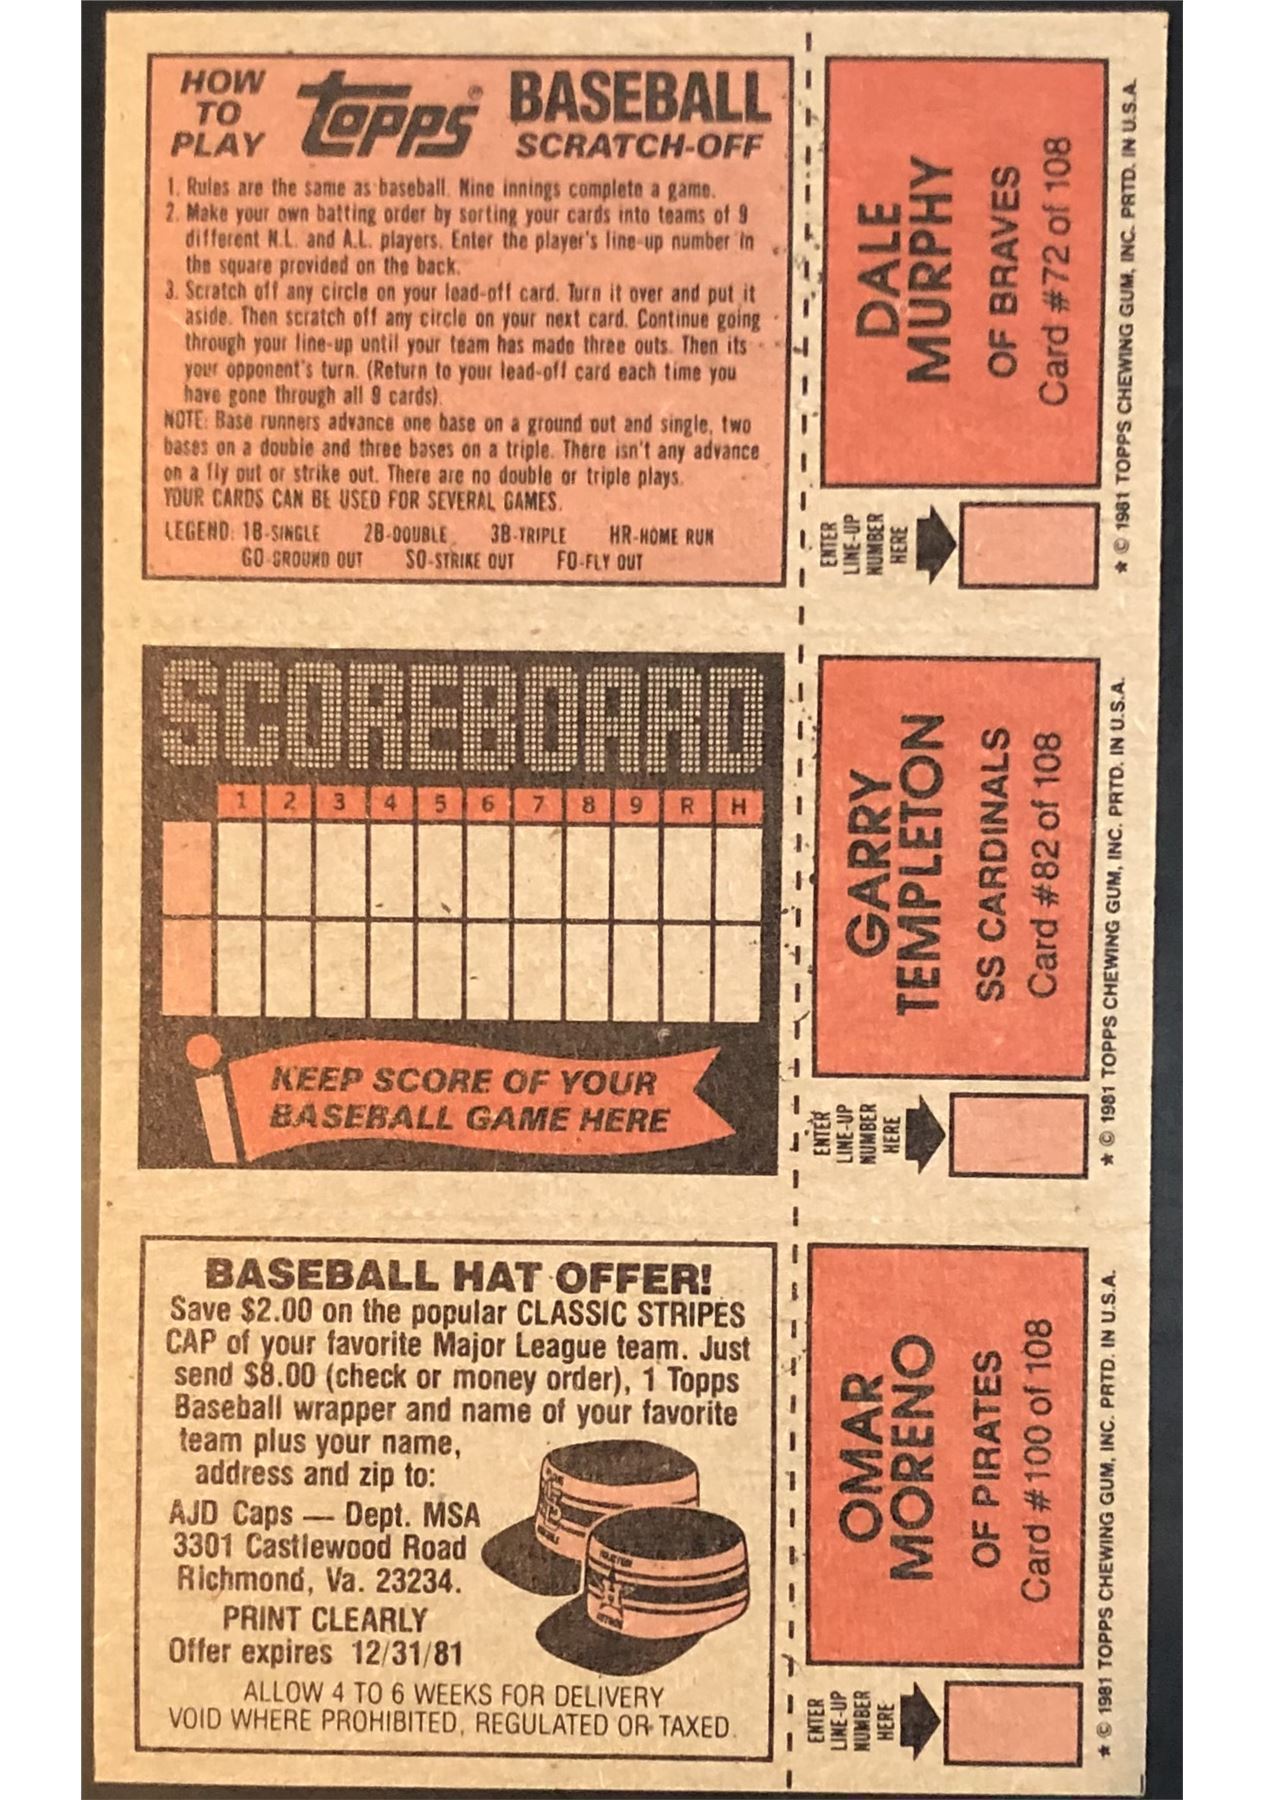 HOW
TO
PLAY
Topps®
BASEBALL
SCRATCH-OFF
1. Rules are the same as baseball. Nine innings complete a game.
2. Make your own batting order by sorting your cards into teams of 9
different N.L. and A.L. players. Enter the player's line-up number in
the square provided on the back.
3. Scratch off any circle on your lead-off card. Turn it over and put it
aside. Then scratch off any circle on your next card. Continue going
through your line-up until your team has made three outs. Then its
your opponent's turn. (Return to your lead-off card each time you
have gone through all 9 cards).
NOTE: Base runners advance one base on a ground out and single, two
bases on a double and three bases on a triple. There isn't any advance
on a fly out or strike out. There are no double or triple plays.
YOUR CARDS CAN BE USED FOR SEVERAL GAMES.
LEGEND: 1B-SINGLE 2B-DOUBLE 3B-TRIPLE HR-HOME RUN
GO-GROUND OUT SO-STRIKE OUT FO-FLY OUT
DALE
MURPHY
OF BRAVES
Card #72 of 108
ENTER
LINE-UP
NUMBER
HERE
★ © 1981 TOPPS CHEWING GUM, INC. PRTD. IN U.S.A.
SCOREBOARD
1 2 3 4 5 6 7 8 9 R H
KEEP SCORE OF YOUR
BASEBALL GAME HERE
GARRY
TEMPLETON
SS CARDINALS
Card #82 of 108
ENTER
LINE-UP
NUMBER
HERE
★ © 1981 TOPPS CHEWING GUM, INC. PRTD. IN U.S.A.
BASEBALL HAT OFFER!
Save $2.00 on the popular CLASSIC STRIPES
CAP of your favorite Major League team. Just
send $8.00 (check or money order), 1 Topps
Baseball wrapper and name of your favorite
team plus your name,
address and zip to:
AJD Caps — Dept. MSA
3301 Castlewood Road
Richmond, Va. 23234.
PRINT CLEARLY
Offer expires 12/31/81
ALLOW 4 TO 6 WEEKS FOR DELIVERY
VOID WHERE PROHIBITED, REGULATED OR TAXED.
HOUSTON
H
OMAR
MORENO
OF PIRATES
Card #100 of 108
ENTER
LINE-UP
NUMBER
HERE
★ © 1981 TOPPS CHEWING GUM, INC. PRTD. IN U.S.A.